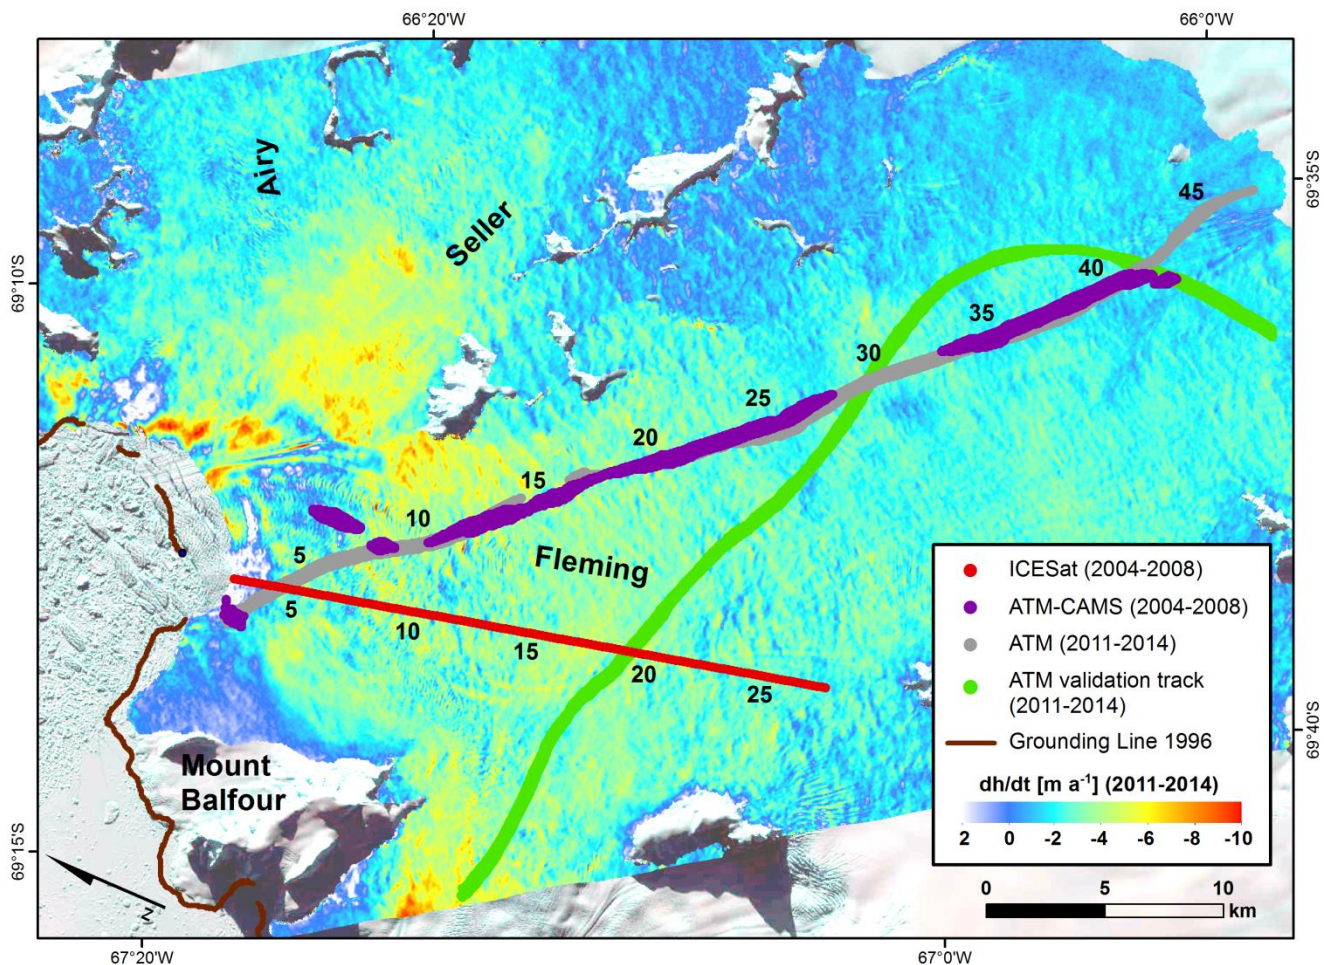 66°20'W
66°0'W
Airy
Seller
45
69°35'S
69°10'S
40
35
30
25
20
15
10
5
Fleming
5
10
15
20
25
Mount
Balfour
69°40'S
69°15'S
N
ICESat (2004-2008)
ATM-CAMS (2004-2008)
ATM (2011-2014)
ATM validation track
(2011-2014)
Grounding Line 1996
dh/dt [m a⁻¹] (2011-2014)
2 0 -2 -4 -6 -8 -10
0 5 10
km
67°20'W
67°0'W